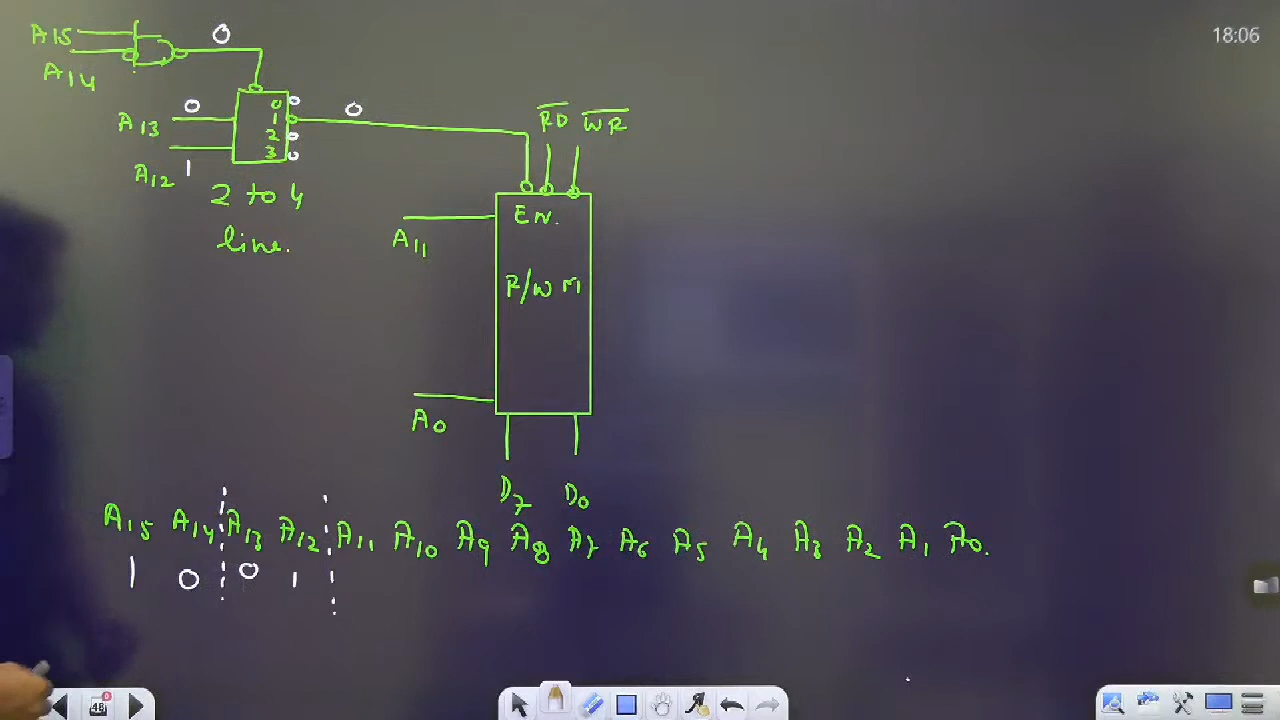 18:06
A15
A14
0
A13 0
A12 1
0
1
2
3
0
2 to 4
line.
RD WR
EN.
R/W M
A11
A0
D7 D0
A15 A14 A13 A12 A11 A10 A9 A8 A7 A6 A5 A4 A3 A2 A1 A0.
1 0 0 1
48